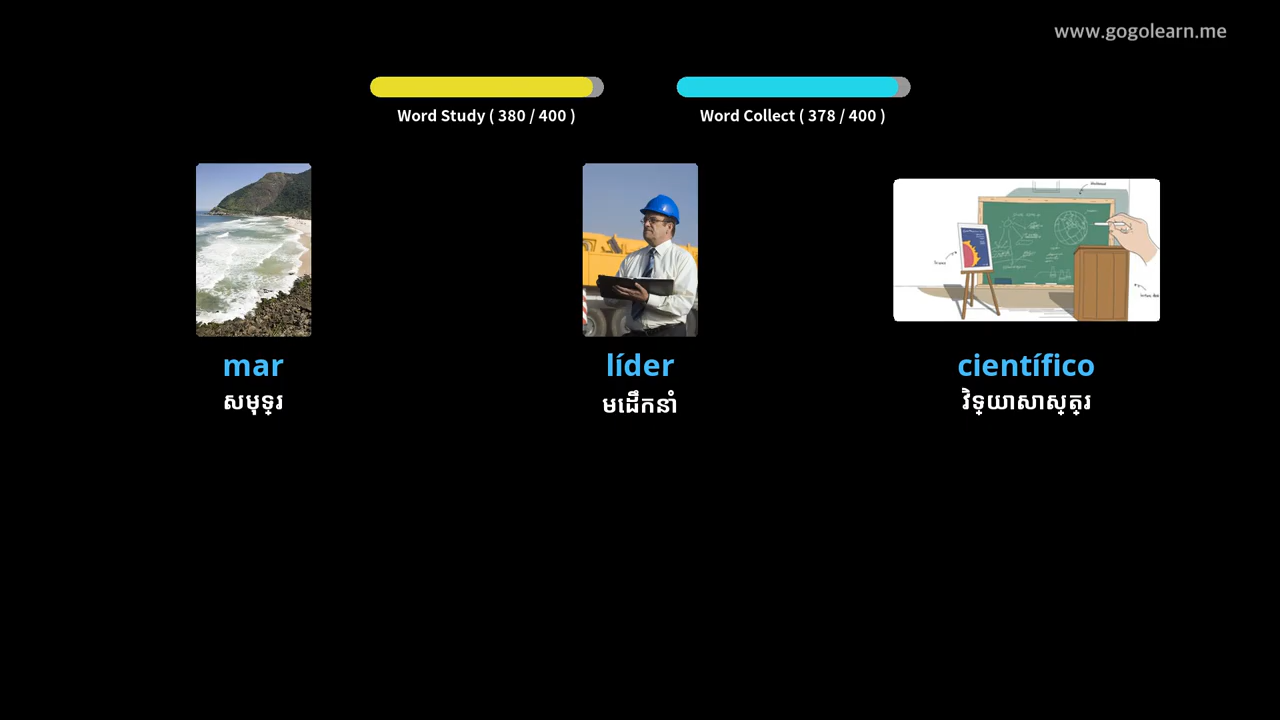 www.gogolearn.me
Word Study ( 380 / 400 )
Word Collect ( 378 / 400 )
mar
សមុទ្រ
líder
មដឹកនាំ
científico
វិទ្យាសាស្ត្រ